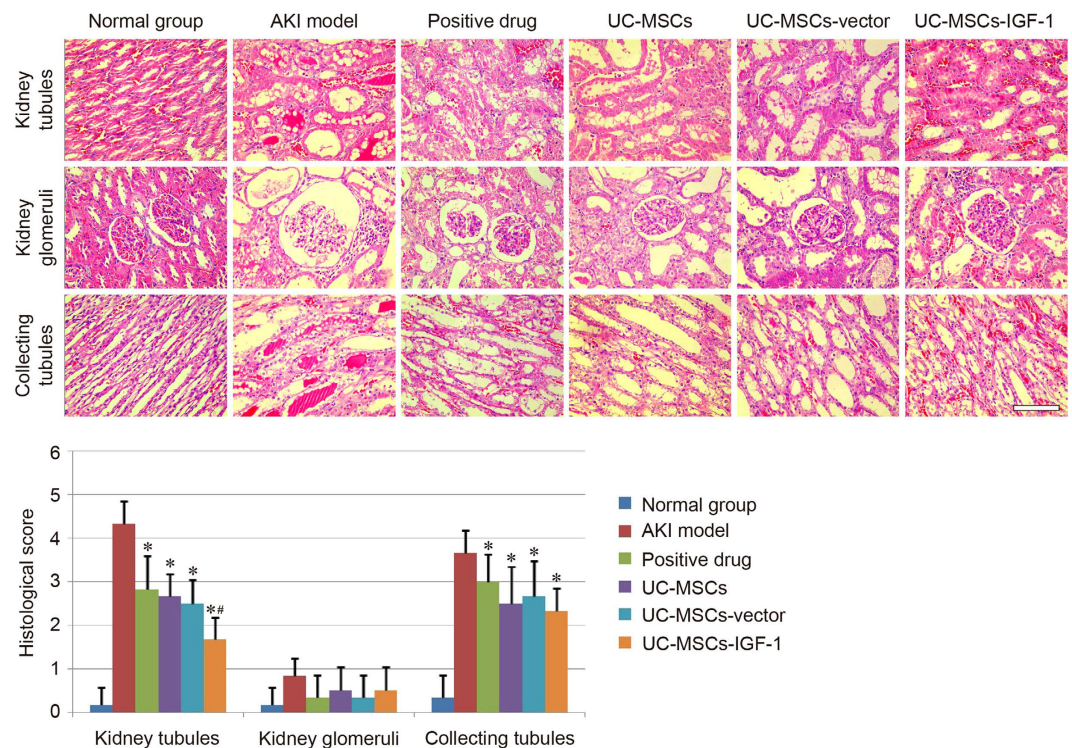 Normal group
AKI model
Positive drug
UC-MSCs
UC-MSCs-vector
UC-MSCs-IGF-1
Kidney
tubules
Kidney
glomeruli
Collecting
tubules
Histological score
6
5
4
3
2
1
0
*
*
*
*#
*
*
*
*
Kidney tubules
Kidney glomeruli
Collecting tubules
Normal group
AKI model
Positive drug
UC-MSCs
UC-MSCs-vector
UC-MSCs-IGF-1